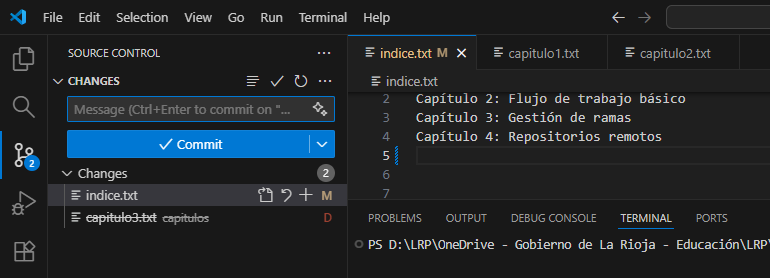 File Edit Selection View Go Run Terminal Help
SOURCE CONTROL
CHANGES
Message (Ctrl+Enter to commit on "...
Commit
Changes 2
indice.txt M
capitulo3.txt capitulos D
2
indice.txt M
capitulo1.txt
capitulo2.txt
indice.txt
2 Capítulo 2: Flujo de trabajo básico
3 Capítulo 3: Gestión de ramas
4 Capítulo 4: Repositorios remotos
5
6
7
PROBLEMS OUTPUT DEBUG CONSOLE TERMINAL PORTS
PS D:\LRP\OneDrive - Gobierno de La Rioja - Educación\LRP\